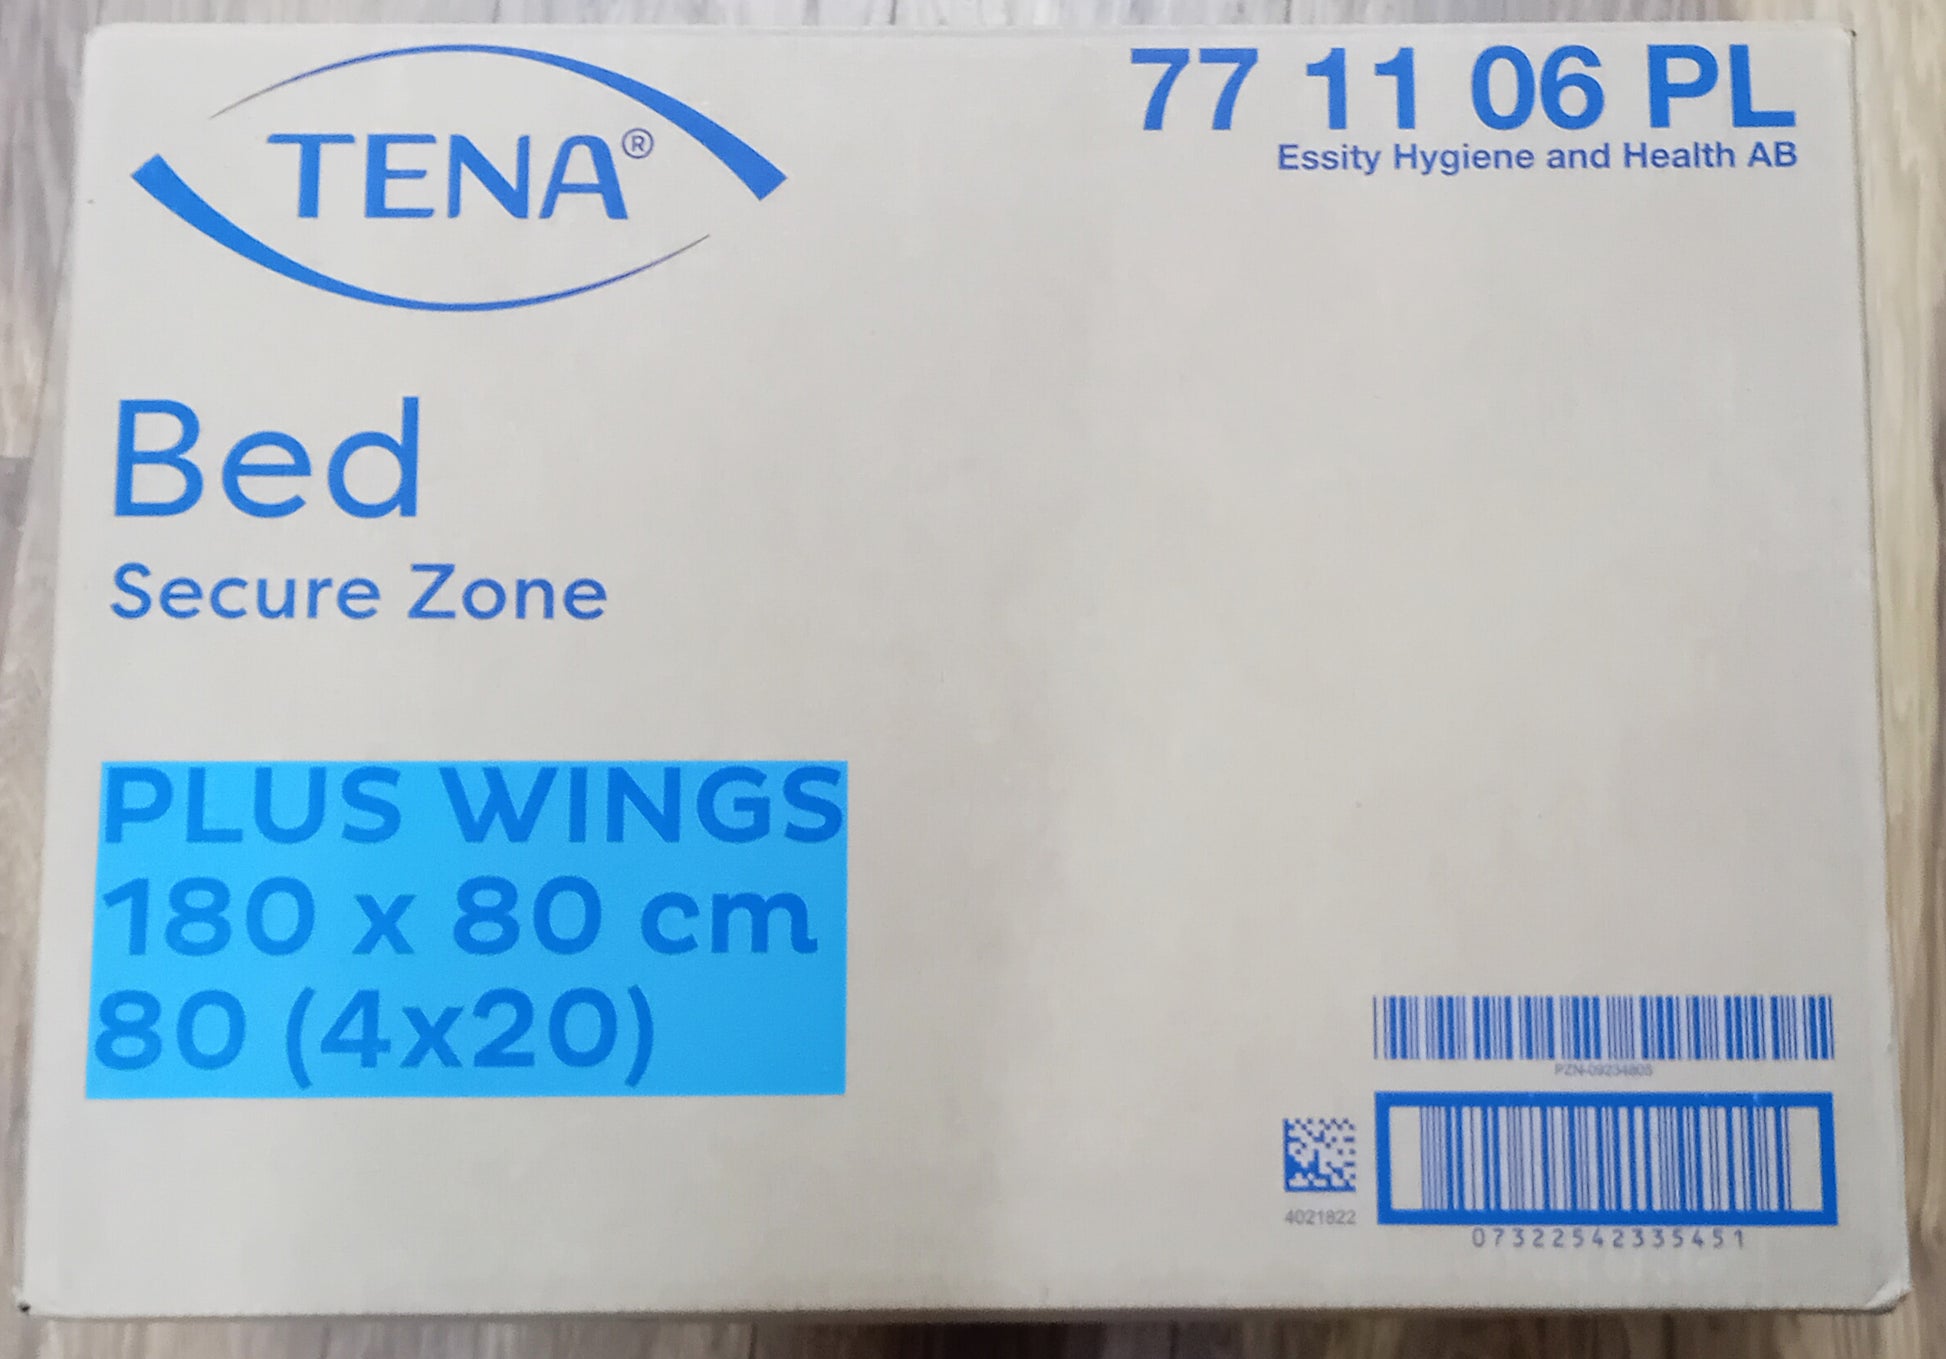 TENA®
77 11 06 PL
Essity Hygiene and Health AB
Bed
Secure Zone
PLUS WINGS
180 x 80 cm
80 (4x20)
4021822
07322542335451